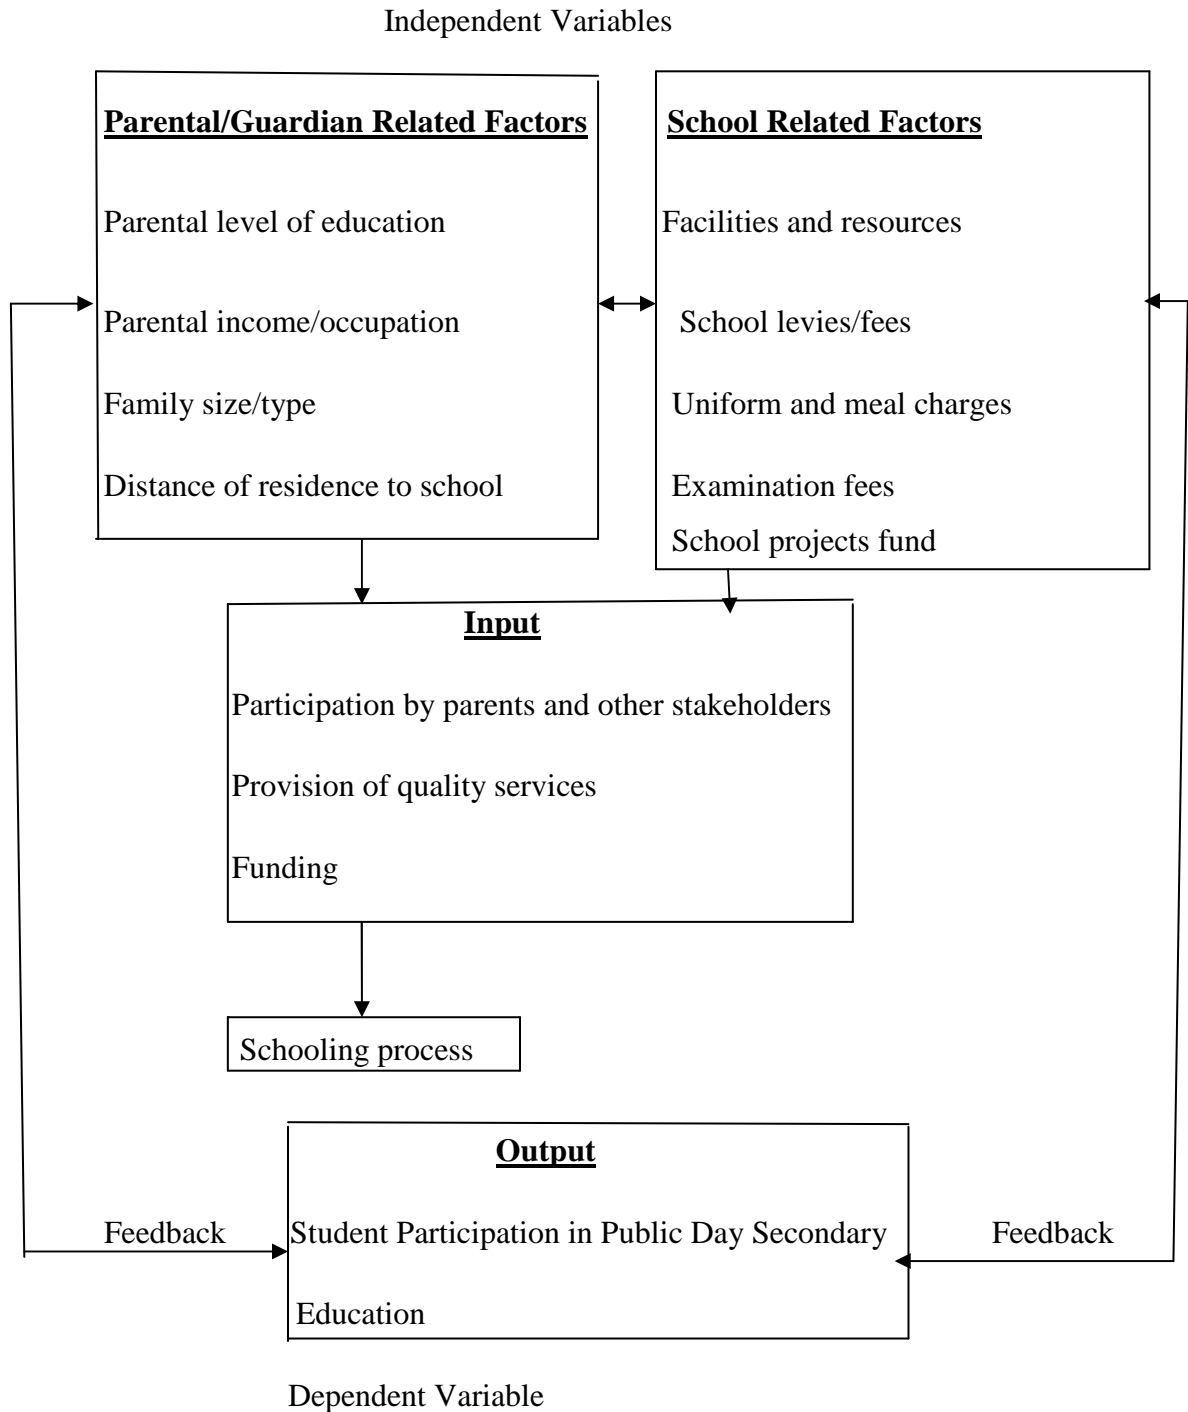 Independent Variables
Parental/Guardian Related Factors
Parental level of education
Parental income/occupation
Family size/type
Distance of residence to school
School Related Factors
Facilities and resources
School levies/fees
Uniform and meal charges
Examination fees
School projects fund
Input
Participation by parents and other stakeholders
Provision of quality services
Funding
Schooling process
Output
Feedback
Student Participation in Public Day Secondary
Education
Feedback
Dependent Variable